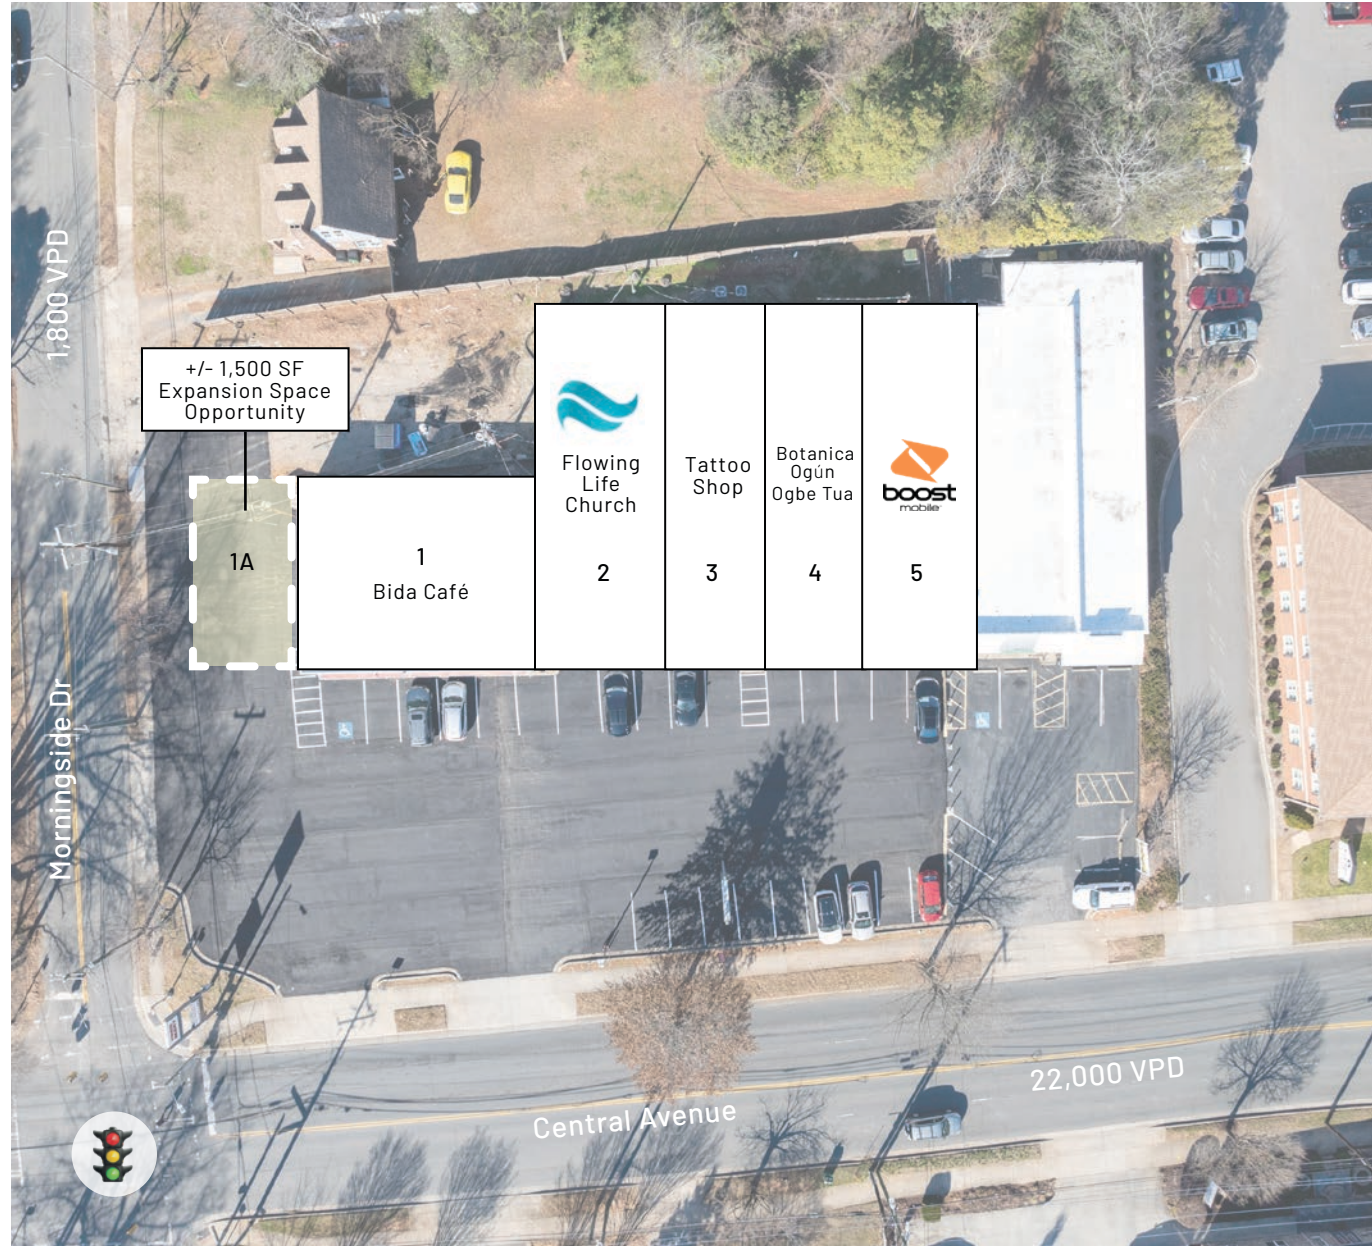 1,800 VPD
+/- 1,500 SF
Expansion Space
Opportunity
1A
1
Bida Café
Flowing
Life
Church
2
Tattoo
Shop
3
Botanica
Ogún
Ogbe Tua
4
boost
mobile
5
Morningside Dr
Central Avenue
22,000 VPD